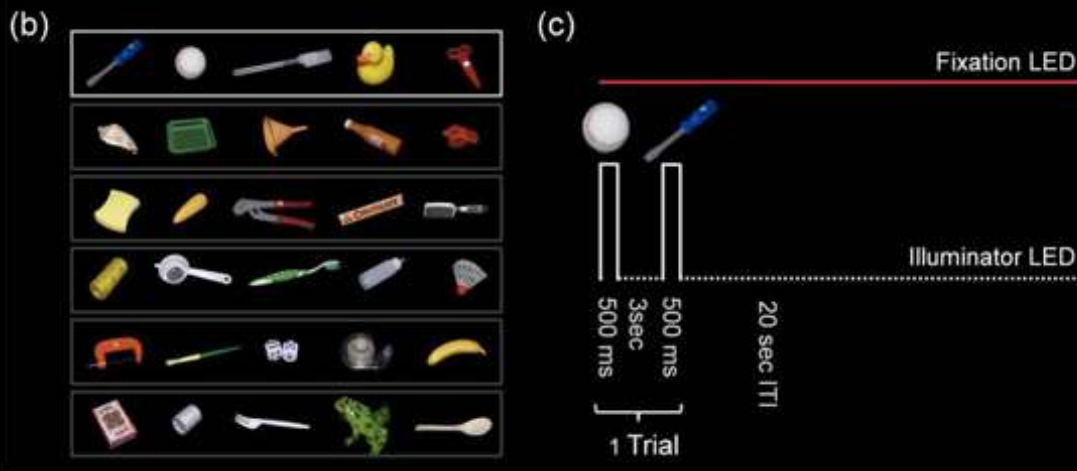 (b)
(c)
Fixation LED
Illuminator LED
500 ms
3sec
500 ms
20 sec ITI
1 Trial